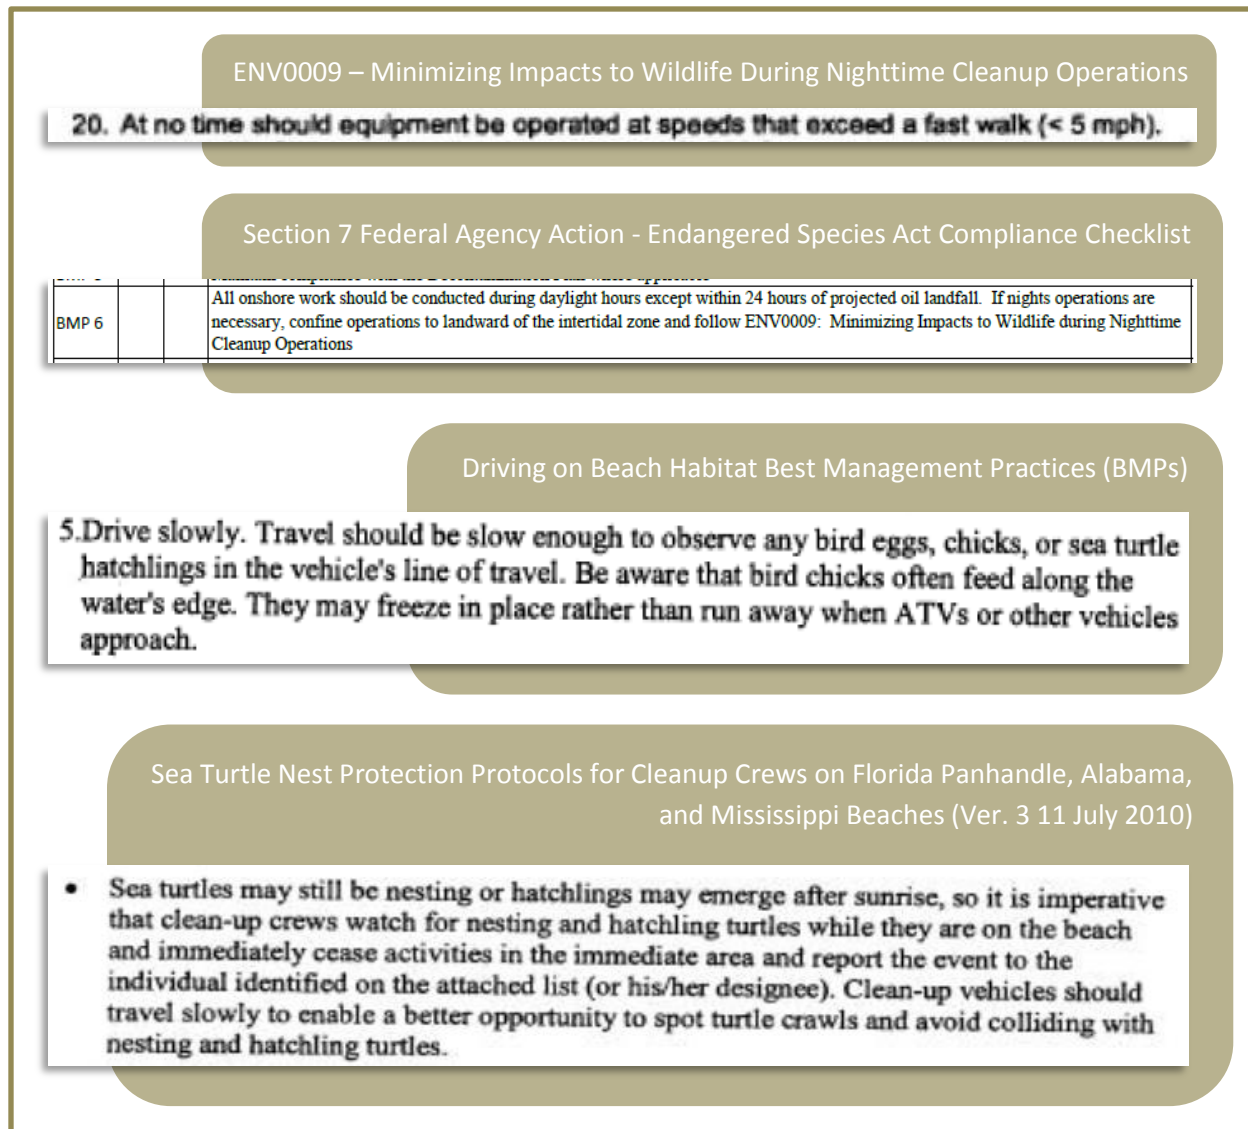 ENV0009 – Minimizing Impacts to Wildlife During Nighttime Cleanup Operations
20. At no time should equipment be operated at speeds that exceed a fast walk (< 5 mph).
Section 7 Federal Agency Action - Endangered Species Act Compliance Checklist
BMP 6
All onshore work should be conducted during daylight hours except within 24 hours of projected oil landfall. If nights operations are
necessary, confine operations to landward of the intertidal zone and follow ENV0009: Minimizing Impacts to Wildlife during Nighttime
Cleanup Operations
Driving on Beach Habitat Best Management Practices (BMPs)
5.Drive slowly. Travel should be slow enough to observe any bird eggs, chicks, or sea turtle
hatchlings in the vehicle's line of travel. Be aware that bird chicks often feed along the
water's edge. They may freeze in place rather than run away when ATVs or other vehicles
approach.
Sea Turtle Nest Protection Protocols for Cleanup Crews on Florida Panhandle, Alabama,
and Mississippi Beaches (Ver. 3 11 July 2010)
• Sea turtles may still be nesting or hatchlings may emerge after sunrise, so it is imperative
that clean-up crews watch for nesting and hatchling turtles while they are on the beach
and immediately cease activities in the immediate area and report the event to the
individual identified on the attached list (or his/her designee). Clean-up vehicles should
travel slowly to enable a better opportunity to spot turtle crawls and avoid colliding with
nesting and hatchling turtles.